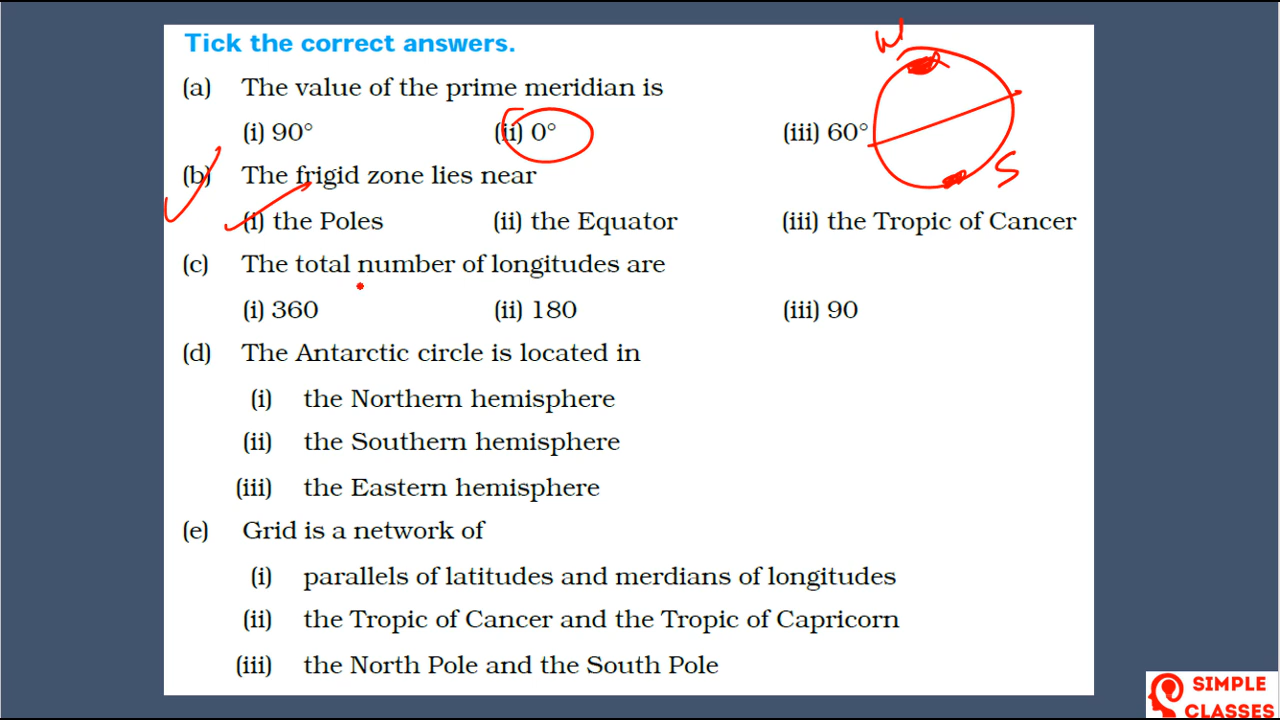 Tick the correct answers.
(a) The value of the prime meridian is
(i) 90° (ii) 0° (iii) 60°
(b) The frigid zone lies near
(i) the Poles (ii) the Equator (iii) the Tropic of Cancer
(c) The total number of longitudes are
(i) 360 (ii) 180 (iii) 90
(d) The Antarctic circle is located in
(i) the Northern hemisphere
(ii) the Southern hemisphere
(iii) the Eastern hemisphere
(e) Grid is a network of
(i) parallels of latitudes and merdians of longitudes
(ii) the Tropic of Cancer and the Tropic of Capricorn
(iii) the North Pole and the South Pole
S
SIMPLE
CLASSES